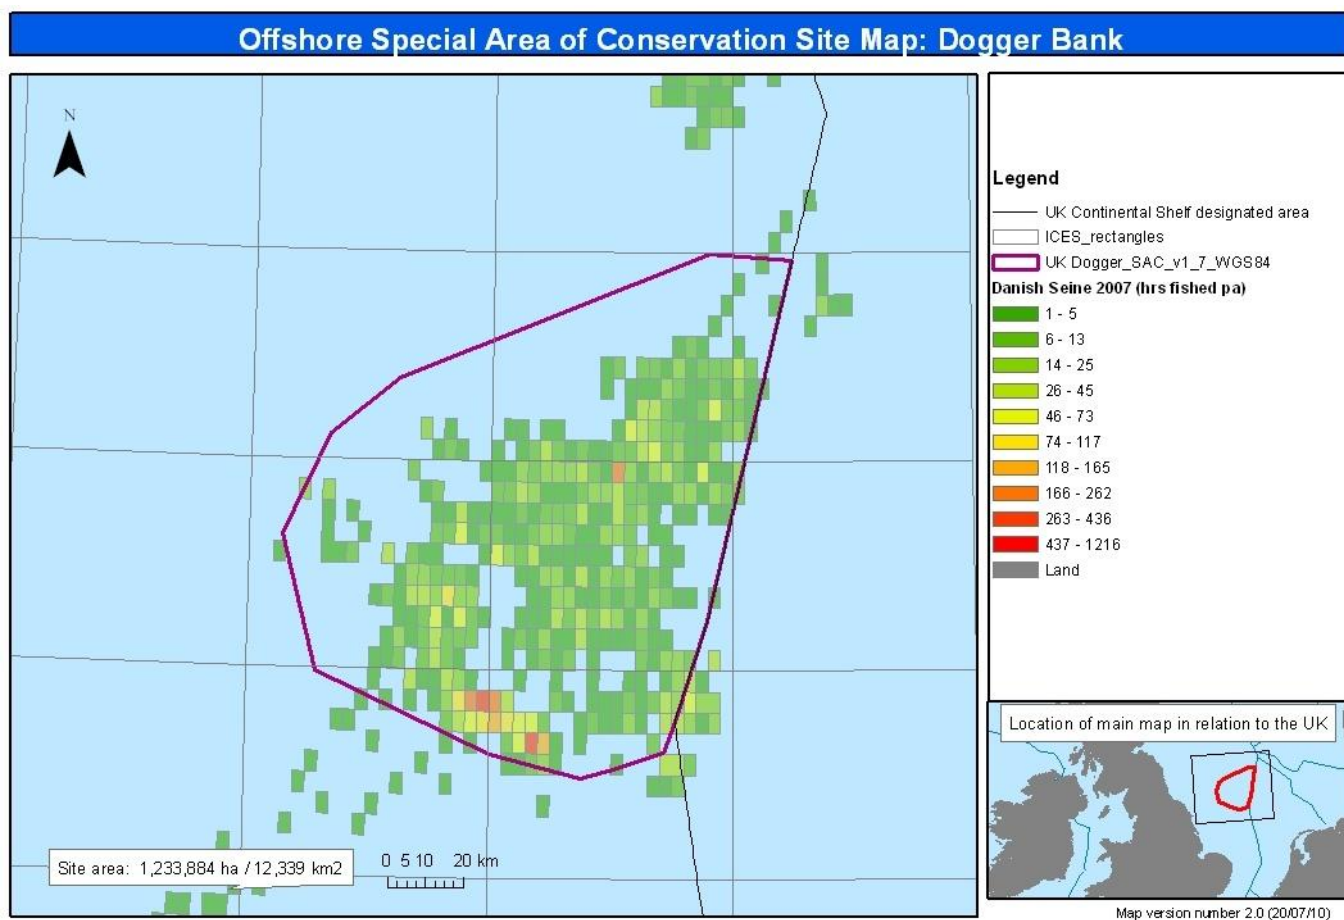 Offshore Special Area of Conservation Site Map: Dogger Bank
N
Legend
UK Continental Shelf designated area
ICES_rectangles
UK Dogger_SAC_v1_7_WGS84
Danish Seine 2007 (hrs fished pa)
1 - 5
6 - 13
14 - 25
26 - 45
46 - 73
74 - 117
118 - 165
166 - 262
263 - 436
437 - 1216
Land
Location of main map in relation to the UK
Site area: 1,233,884 ha / 12,339 km2
0 5 10 20 km
Map version number 2.0 (20/07/10)